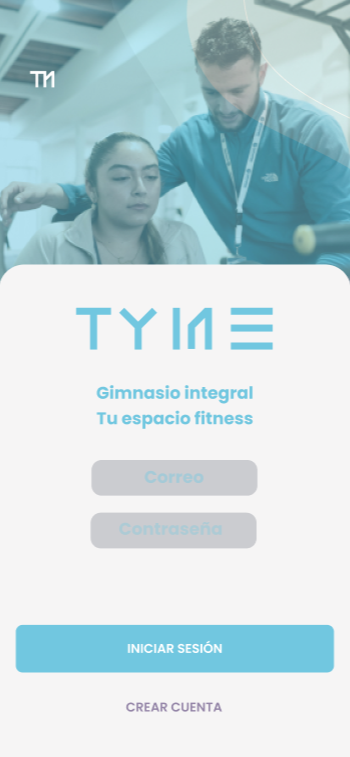 TM
TYME
Gimnasio integral
Tu espacio fitness
Correo
Contraseña
INICIAR SESIÓN
CREAR CUENTA